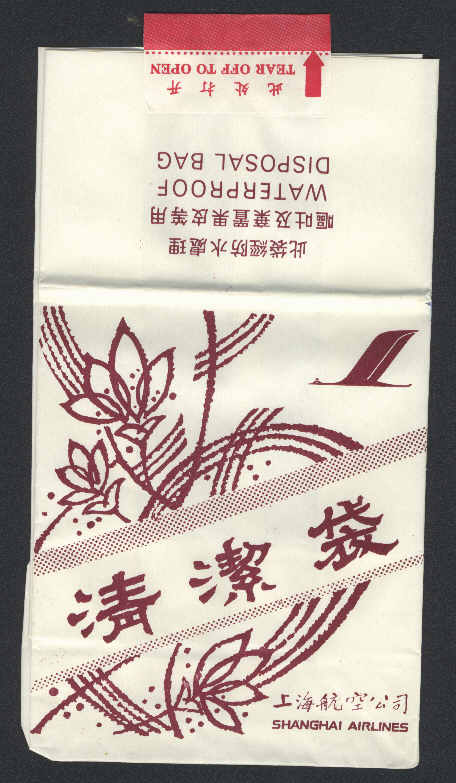 此袋經防水處理
嘔吐及棄置果皮等用
WATERPROOF
DISPOSAL BAG
此处打开
TEAR OFF TO OPEN
清潔袋
上海航空公司
SHANGHAI AIRLINES